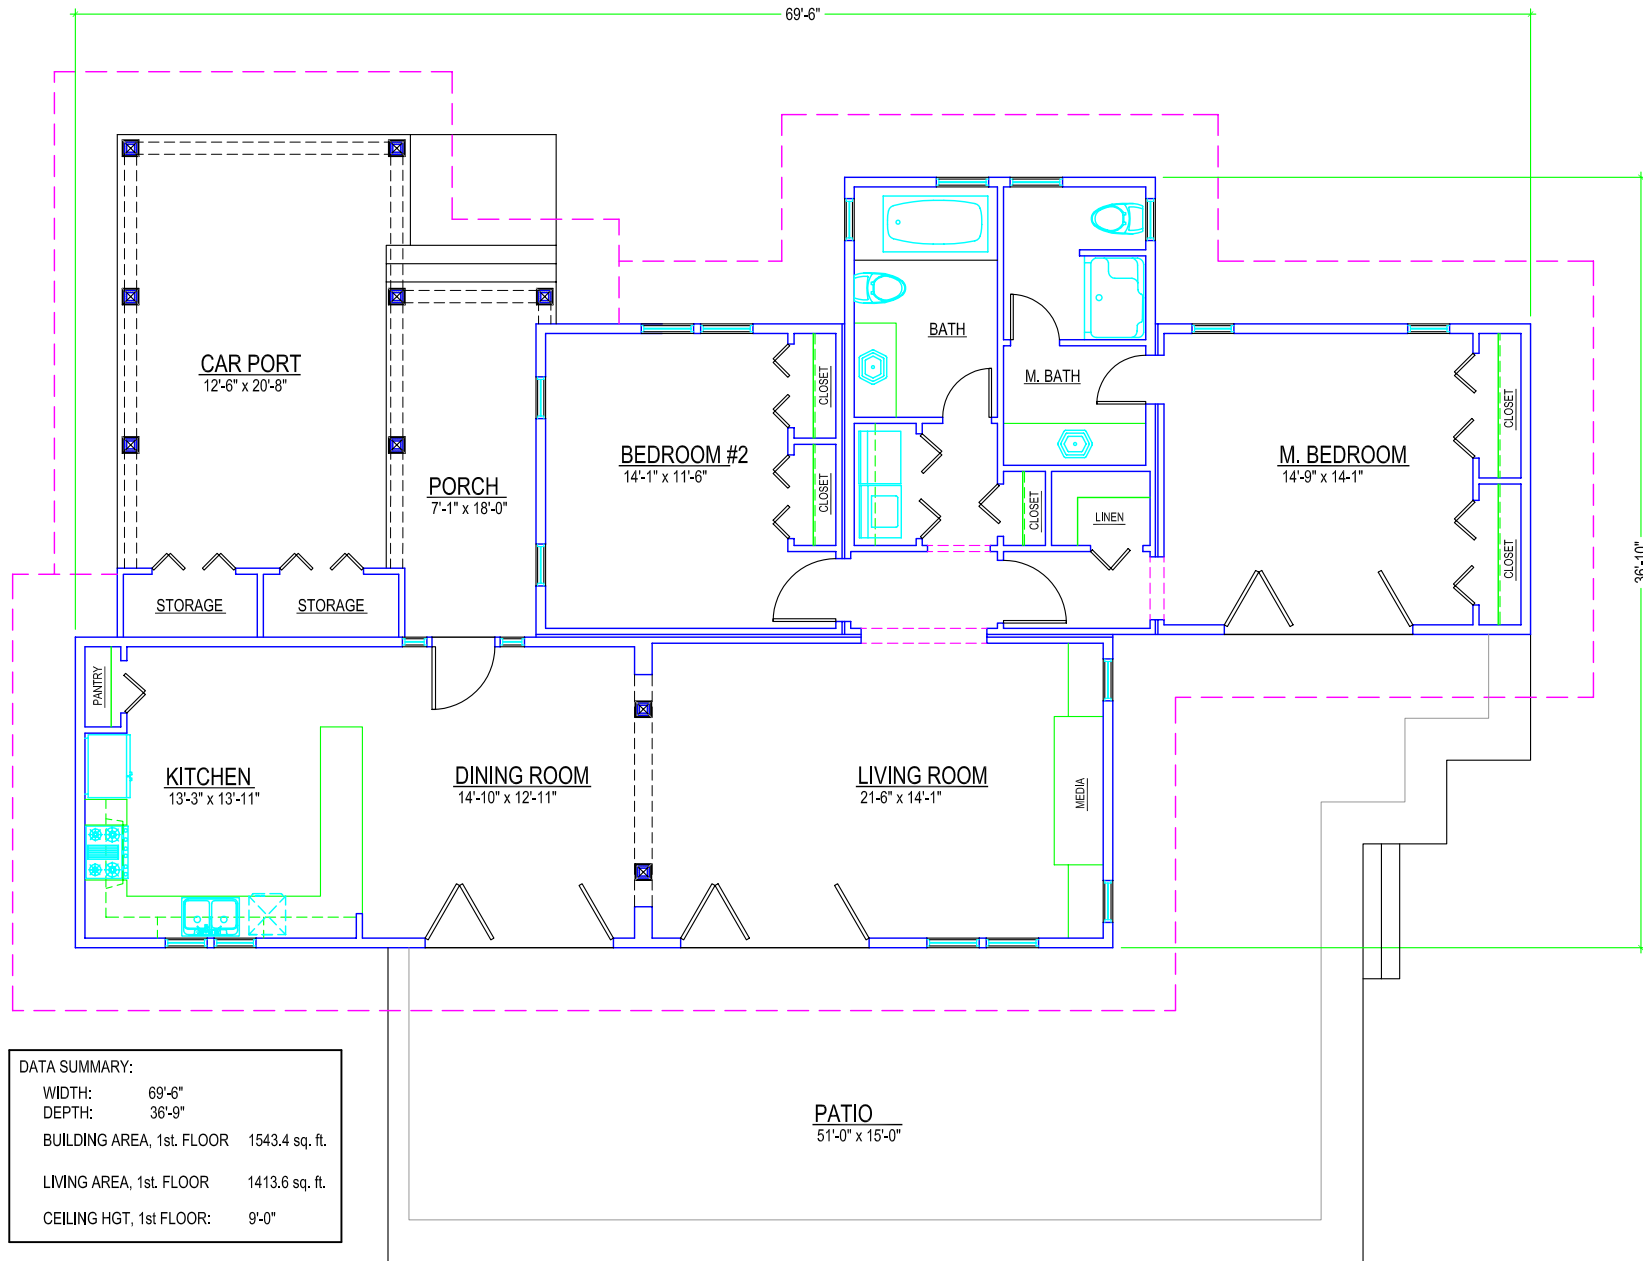 69'-6"
CAR PORT
12'-6" x 20'-8"
BATH
M. BATH
CLOSET
CLOSET
BEDROOM #2
14'-1" x 11'-6"
M. BEDROOM
14'-9" x 14'-1"
PORCH
7'-1" x 18'-0"
CLOSET
CLOSET
LINEN
CLOSET
36'-10"
STORAGE
STORAGE
PANTRY
KITCHEN
13'-3" x 13'-11"
DINING ROOM
14'-10" x 12'-11"
LIVING ROOM
21'-6" x 14'-1"
MEDIA
DATA SUMMARY:
WIDTH: 69'-6"
DEPTH: 36'-9"
BUILDING AREA, 1st. FLOOR 1543.4 sq. ft.
LIVING AREA, 1st. FLOOR 1413.6 sq. ft.
CEILING HGT, 1st FLOOR: 9'-0"
PATIO
51'-0" x 15'-0"